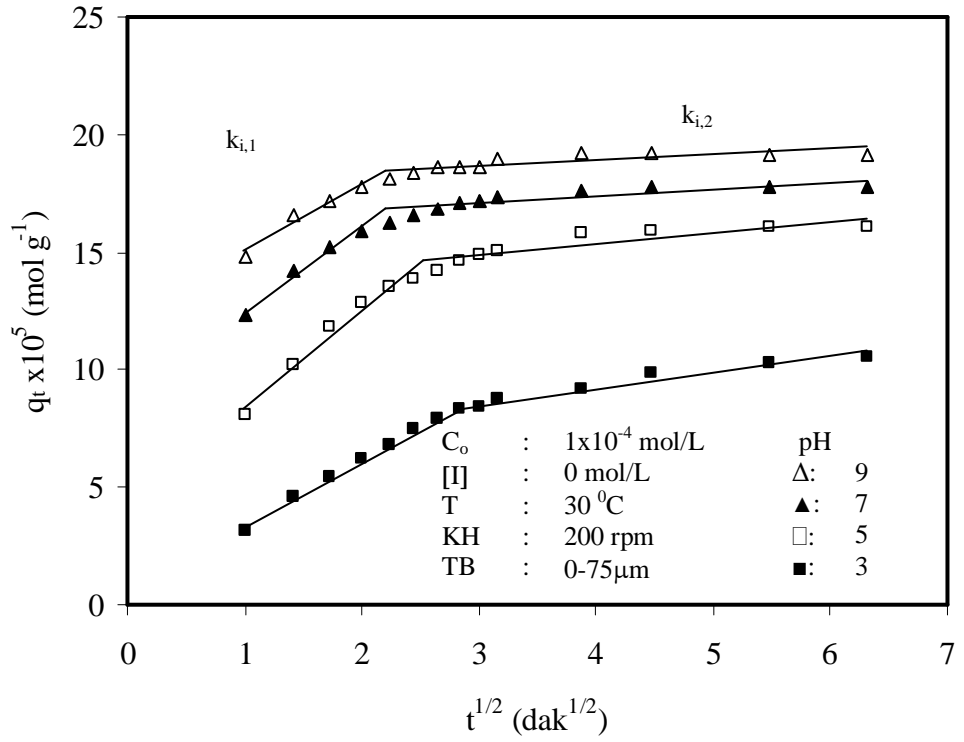 25
20
15
10
5
0
qt x10^5 (mol g^-1)
k_i,1
k_i,2
C_o : 1x10^-4 mol/L pH
[I] : 0 mol/L △: 9
T : 30 ^0C ▲: 7
KH : 200 rpm □: 5
TB : 0-75μm ■: 3
0 1 2 3 4 5 6 7
t^1/2 (dak^1/2)